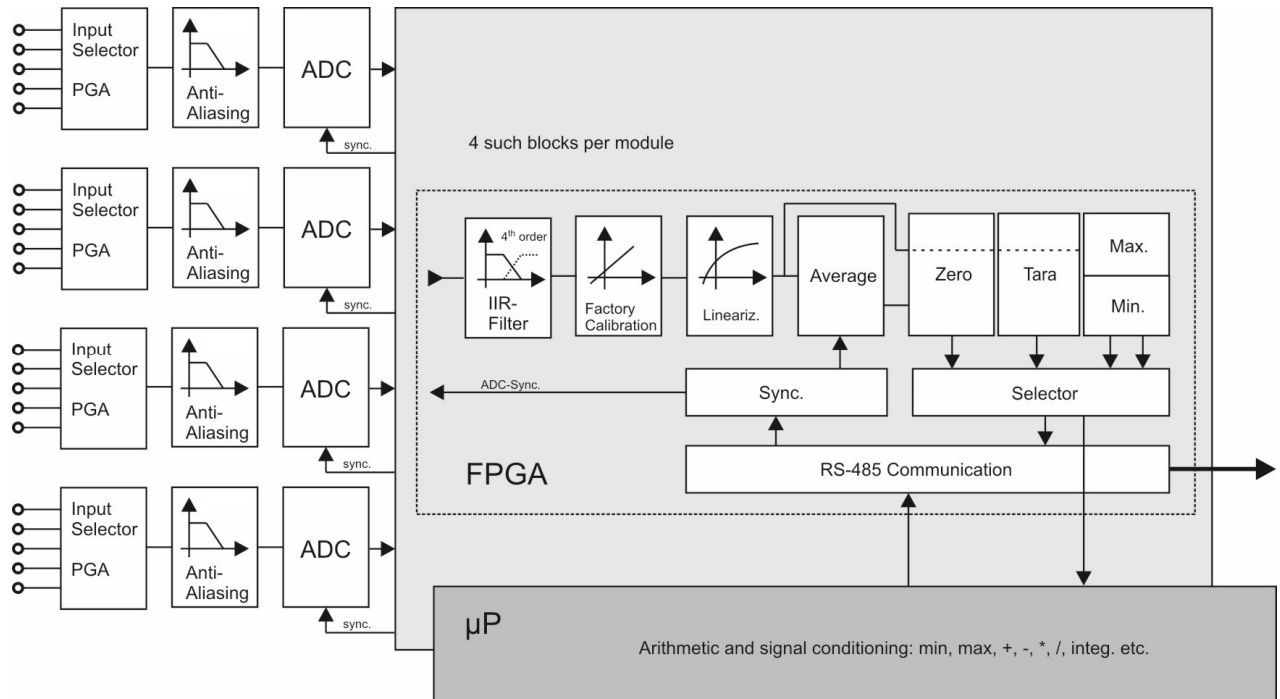 Input
Selector
PGA
Anti-
Aliasing
ADC
sync.
Input
Selector
PGA
Anti-
Aliasing
ADC
sync.
Input
Selector
PGA
Anti-
Aliasing
ADC
sync.
Input
Selector
PGA
Anti-
Aliasing
ADC
sync.
4 such blocks per module
4th order
IIR-
Filter
Factory
Calibration
Lineariz.
Average
Zero
Tara
Max.
Min.
ADC-Sync.
Sync.
Selector
FPGA
RS-485 Communication
µP
Arithmetic and signal conditioning: min, max, +, -, *, /, integ. etc.